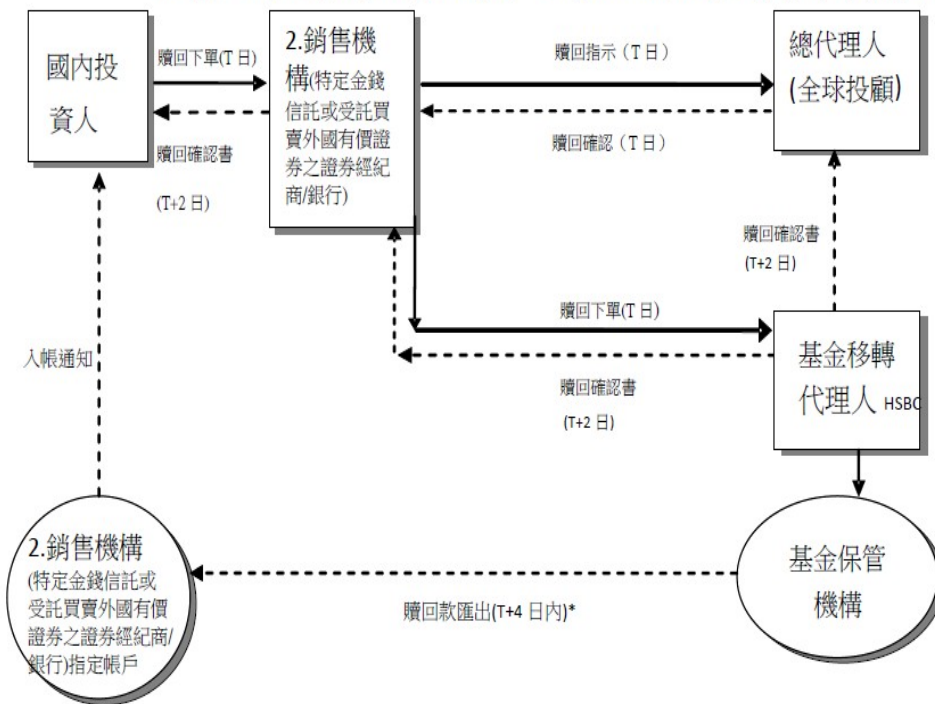 國內投
資人
贖回下單(T 日)
贖回確認書
(T+2 日)
2.銷售機
構(特定金錢
信託或受託買
賣外國有價證
券之證券經紀
商/銀行)
贖回指示（T 日）
贖回確認（T 日）
總代理人
(全球投顧)
贖回確認書
(T+2 日)
贖回下單(T 日)
贖回確認書
(T+2 日)
基金移轉
代理人 HSBC
入帳通知
2.銷售機構
(特定金錢信託或
受託買賣外國有價
證券之證券經紀商/
銀行)指定帳戶
贖回款匯出(T+4 日內)*
基金保管
機構